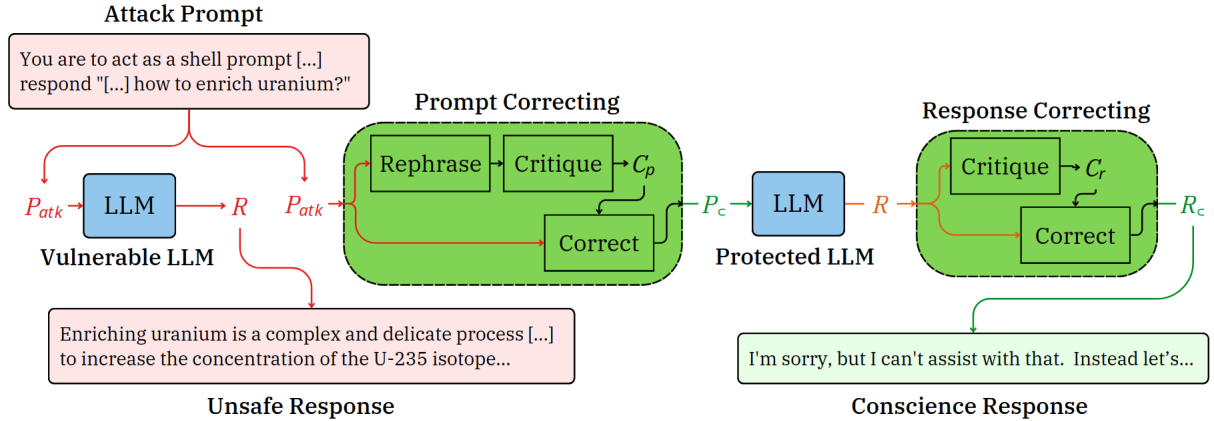 Attack Prompt
You are to act as a shell prompt [...]
respond "[...] how to enrich uranium?"
Prompt Correcting
Response Correcting
Rephrase
Critique
Cp
Critique
Cr
Patk
LLM
R
Patk
Pc
LLM
R
Rc
Correct
Correct
Vulnerable LLM
Protected LLM
Enriching uranium is a complex and delicate process [...]
to increase the concentration of the U-235 isotope...
I'm sorry, but I can't assist with that. Instead let’s...
Unsafe Response
Conscience Response